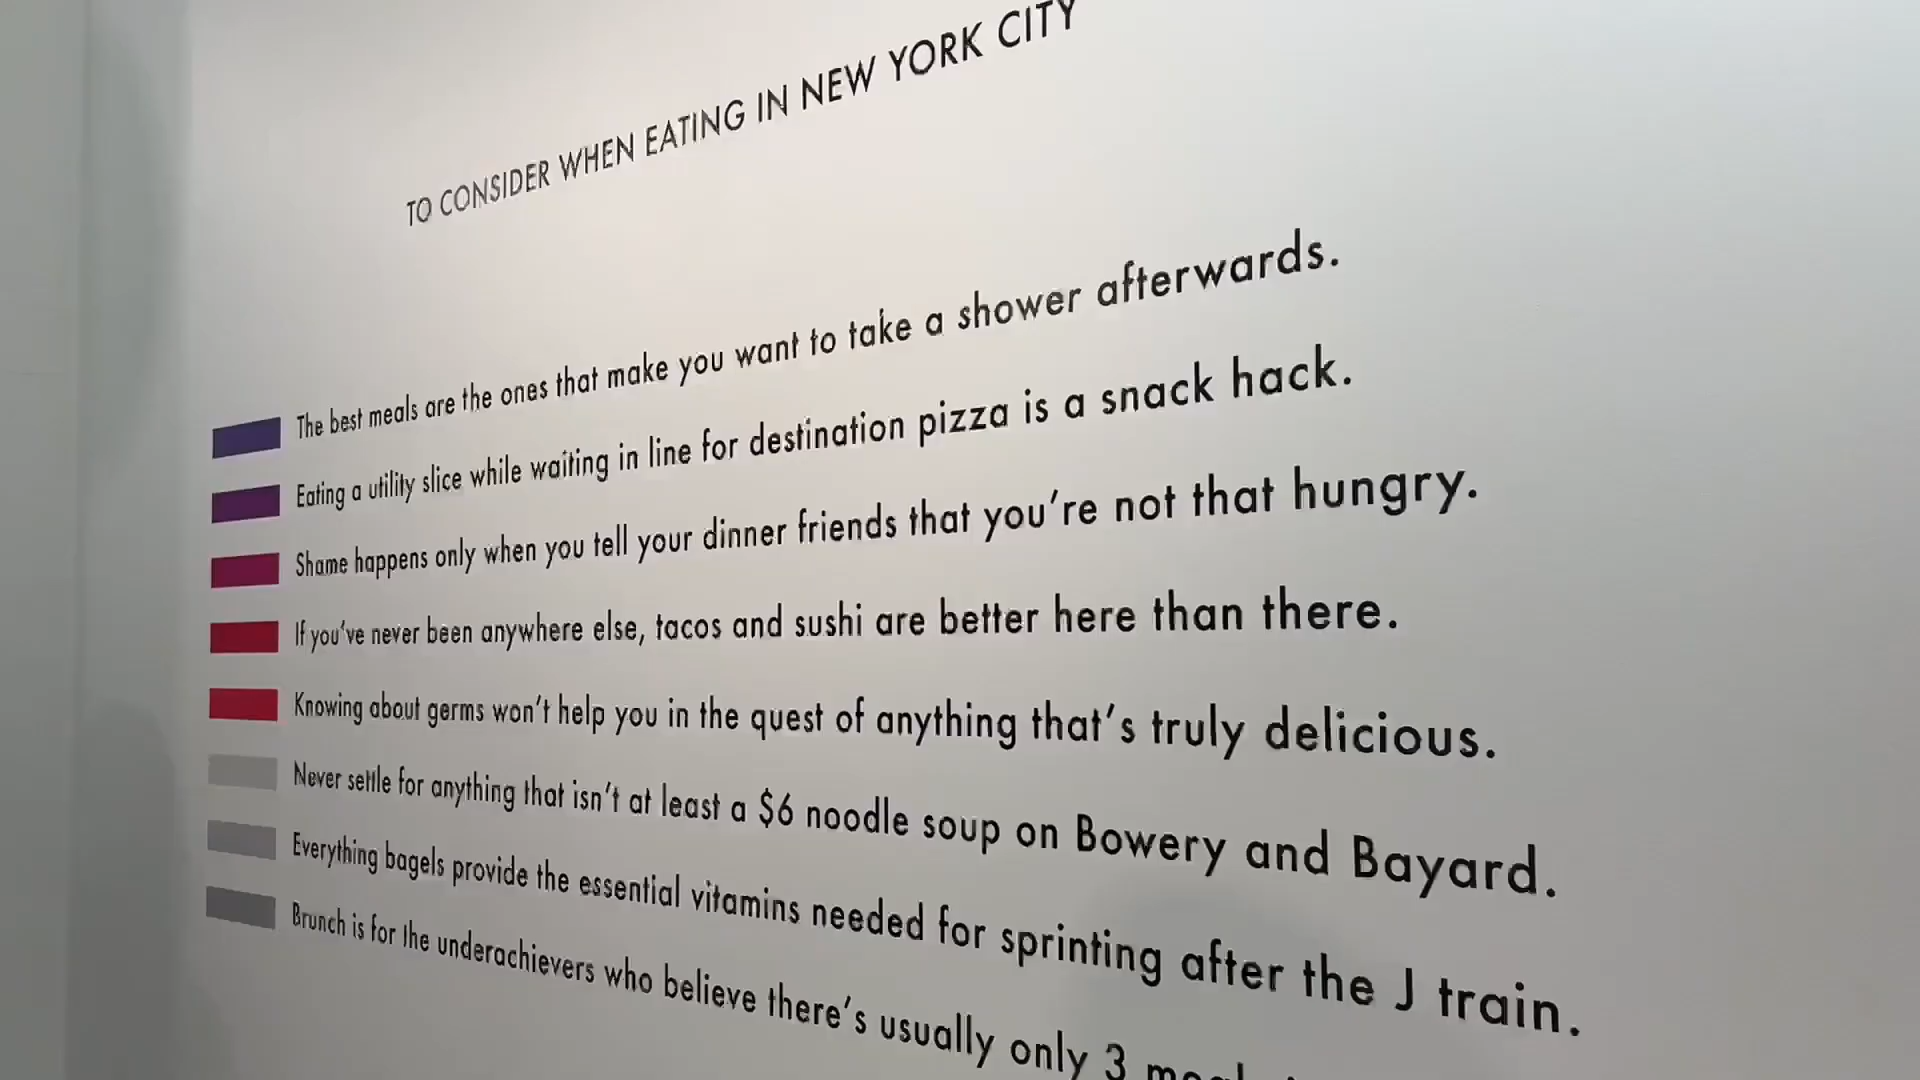 TO CONSIDER WHEN EATING IN NEW YORK CITY
The best meals are the ones that make you want to take a shower afterwards.
Eating a utility slice while waiting in line for destination pizza is a snack hack.
Shame happens only when you tell your dinner friends that you're not that hungry.
If you've never been anywhere else, tacos and sushi are better here than there.
Knowing about germs won't help you in the quest of anything that's truly delicious.
Never settle for anything that isn't at least a $6 noodle soup on Bowery and Bayard.
Everything bagels provide the essential vitamins needed for sprinting after the J train.
Brunch is for the underachievers who believe there's usually only 3